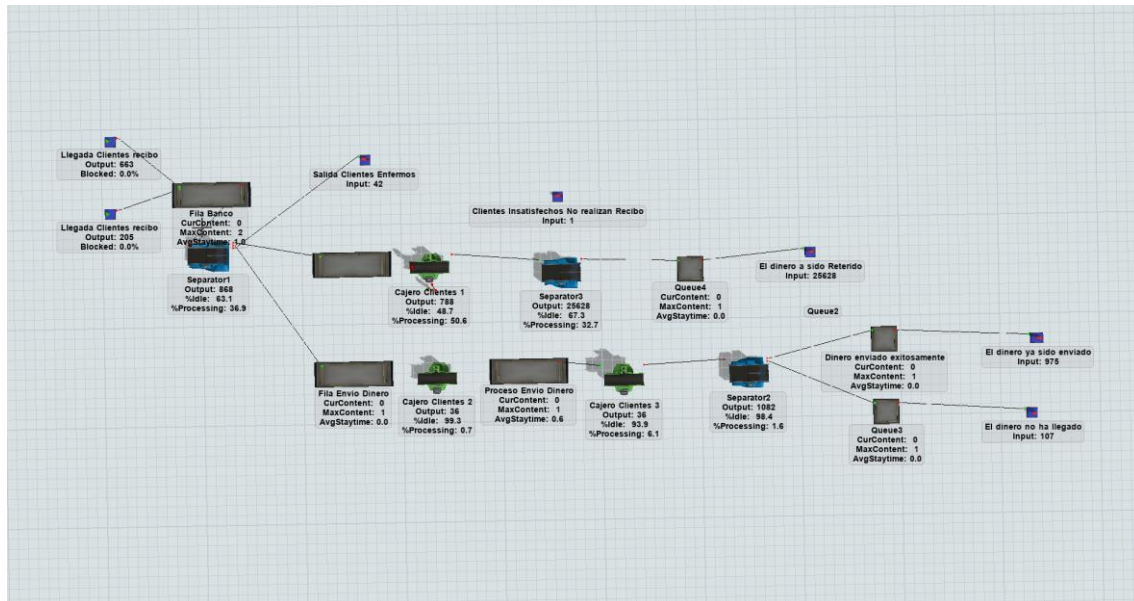 Llegada Clientes recibo
Output: 663
Blocked: 0.0%
Salida Clientes Enfermos
Input: 42
Clientes Insatisfechos No realizan Recibo
Input: 1
Llegada Clientes recibo
Output: 205
Blocked: 0.0%
Fila Banco
CurContent: 0
MaxContent: 2
AvgStaytime: 1.0
Separator1
Output: 868
%Idle: 63.1
%Processing: 36.9
Cajero Clientes 1
Output: 788
%Idle: 48.7
%Processing: 50.6
Separator3
Output: 25628
%Idle: 67.3
%Processing: 32.7
Queue4
CurContent: 0
MaxContent: 1
AvgStaytime: 0.0
El dinero a sido Reterido
Input: 25628
Queue2
Fila Envio Dinero
CurContent: 0
MaxContent: 1
AvgStaytime: 0.0
Cajero Clientes 2
Output: 36
%Idle: 99.3
%Processing: 0.7
Proceso Envio Dinero
CurContent: 0
MaxContent: 1
AvgStaytime: 0.6
Cajero Clientes 3
Output: 36
%Idle: 93.9
%Processing: 6.1
Separator2
Output: 1082
%Idle: 98.4
%Processing: 1.6
Dinero enviado exitosamente
CurContent: 0
MaxContent: 1
AvgStaytime: 0.0
El dinero ya sido enviado
Input: 975
Queue3
CurContent: 0
MaxContent: 1
AvgStaytime: 0.0
El dinero no ha llegado
Input: 107